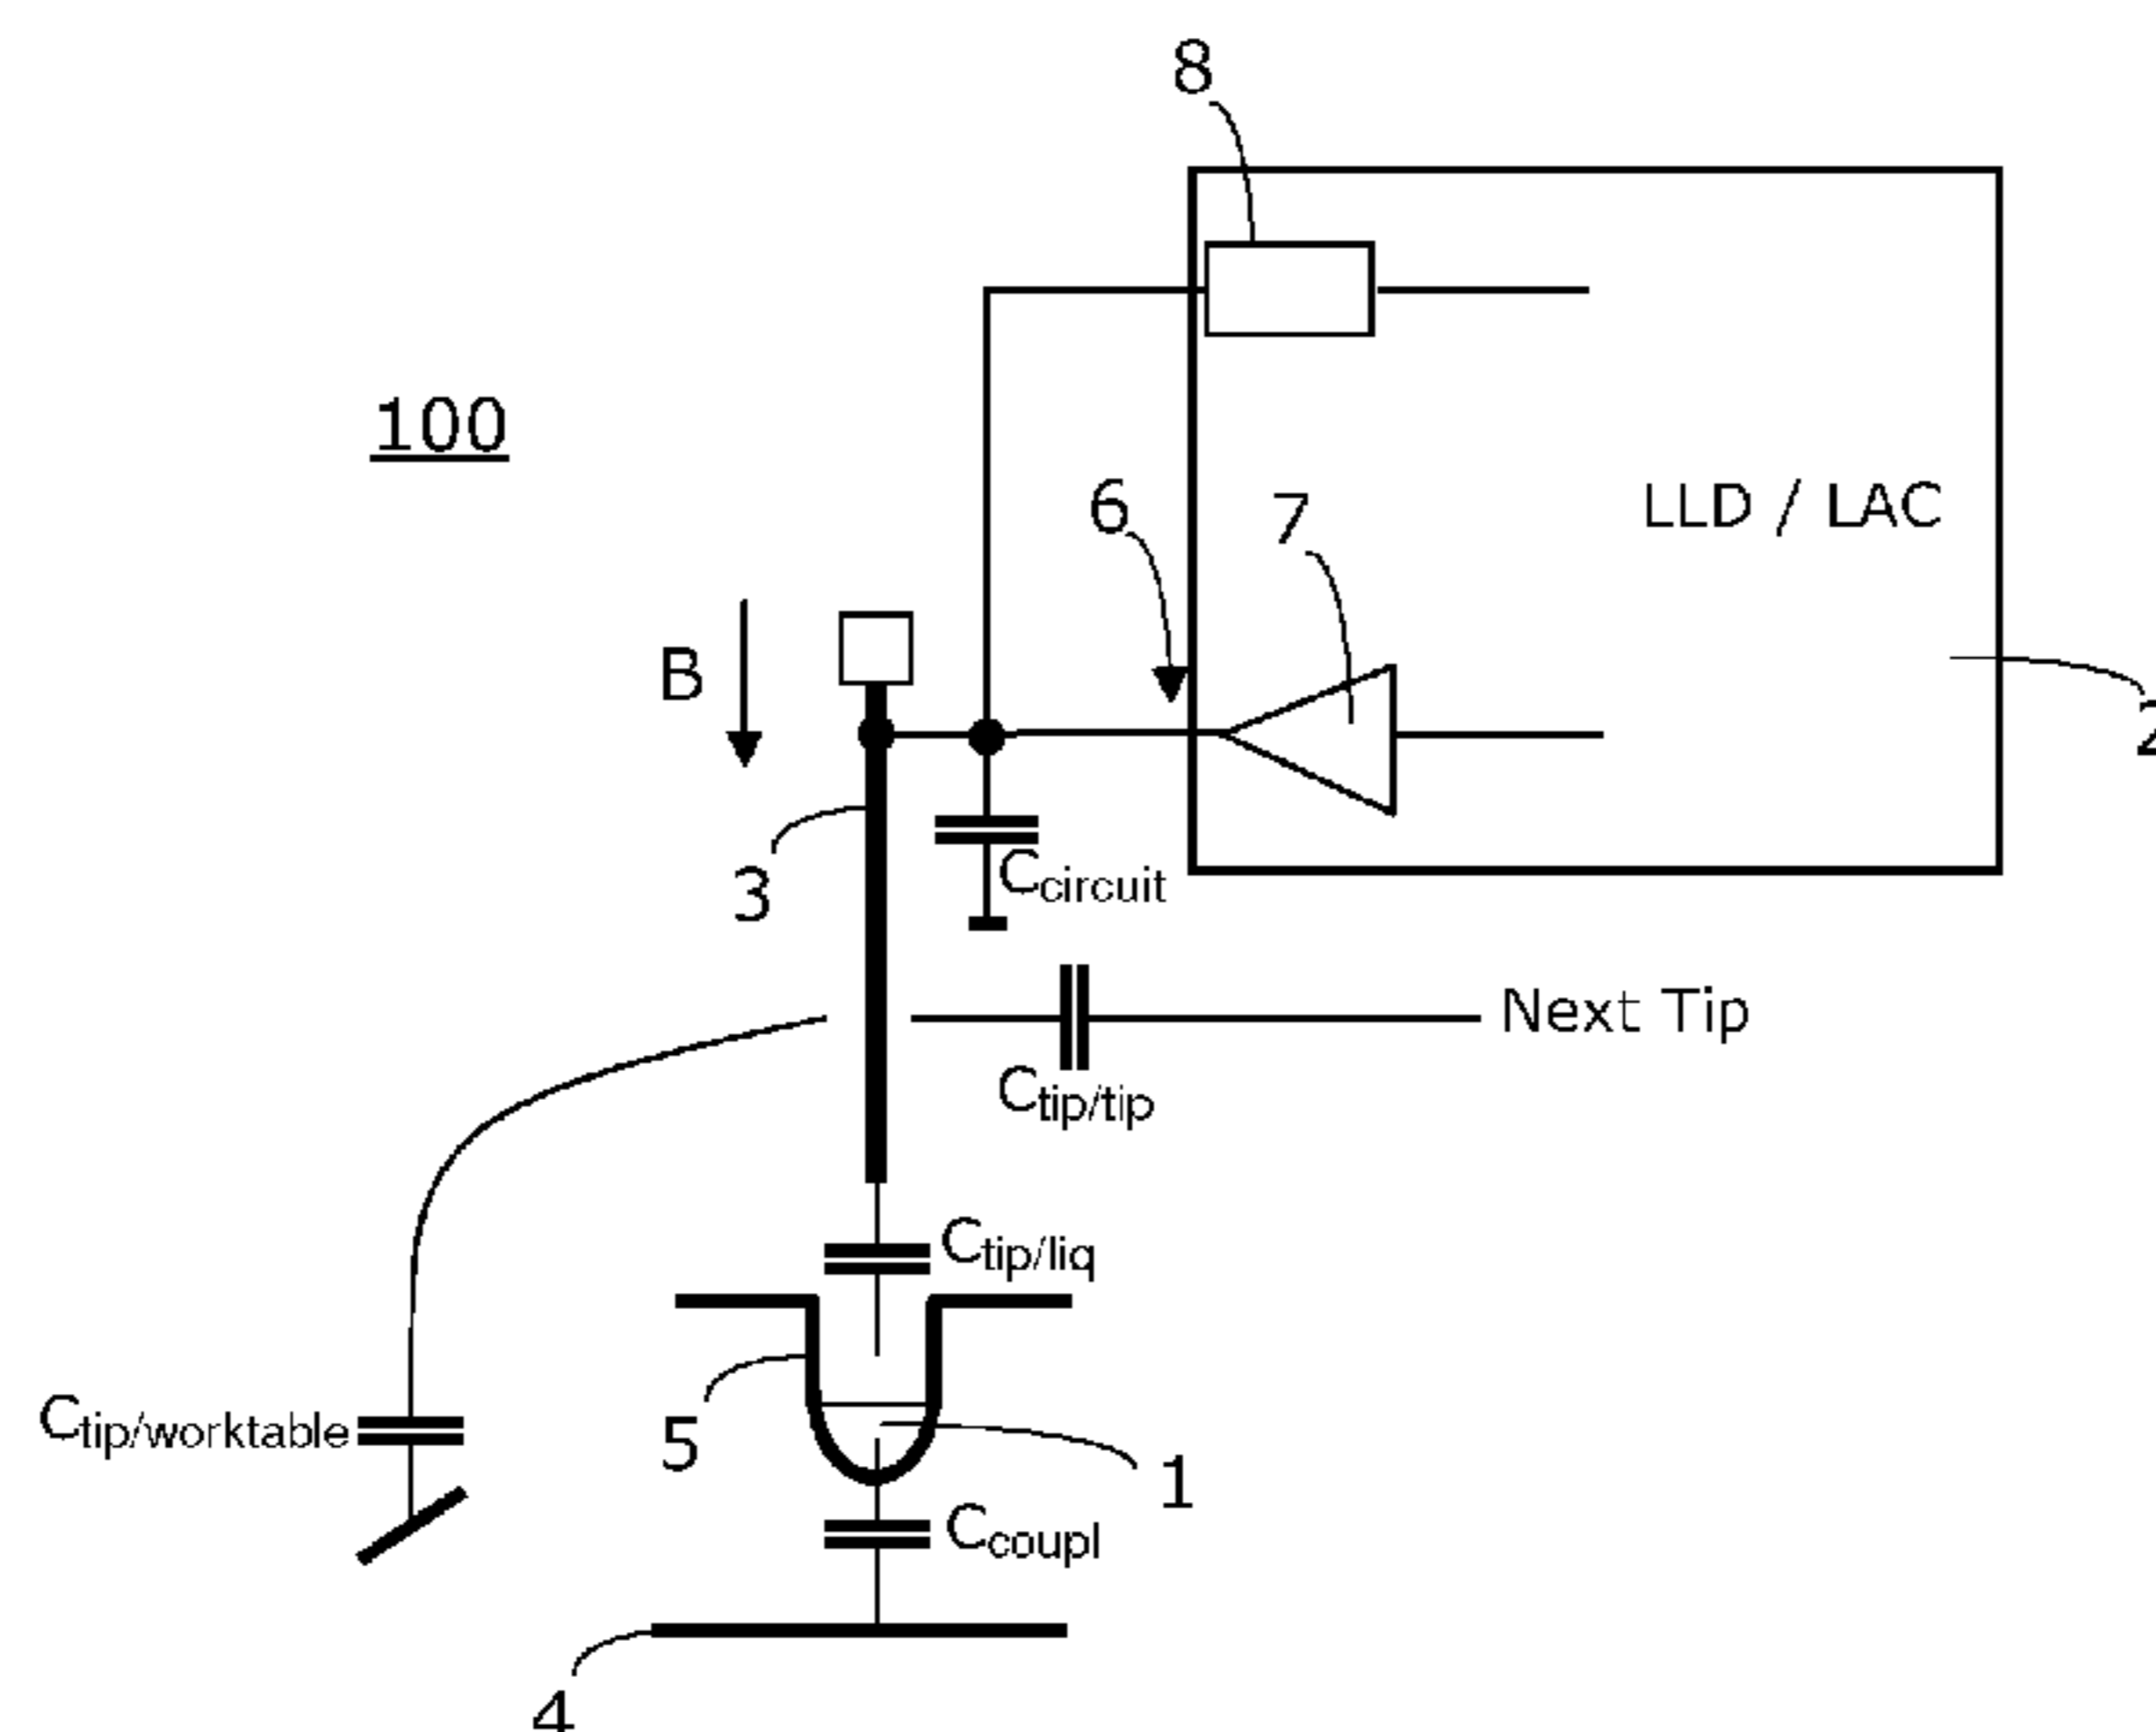 8
100
6
7
LLD / LAC
B
2
3
Ccircuit
Next Tip
Ctip/tip
Ctip/liq
Ctip/worktable
5
1
Ccoupl
4